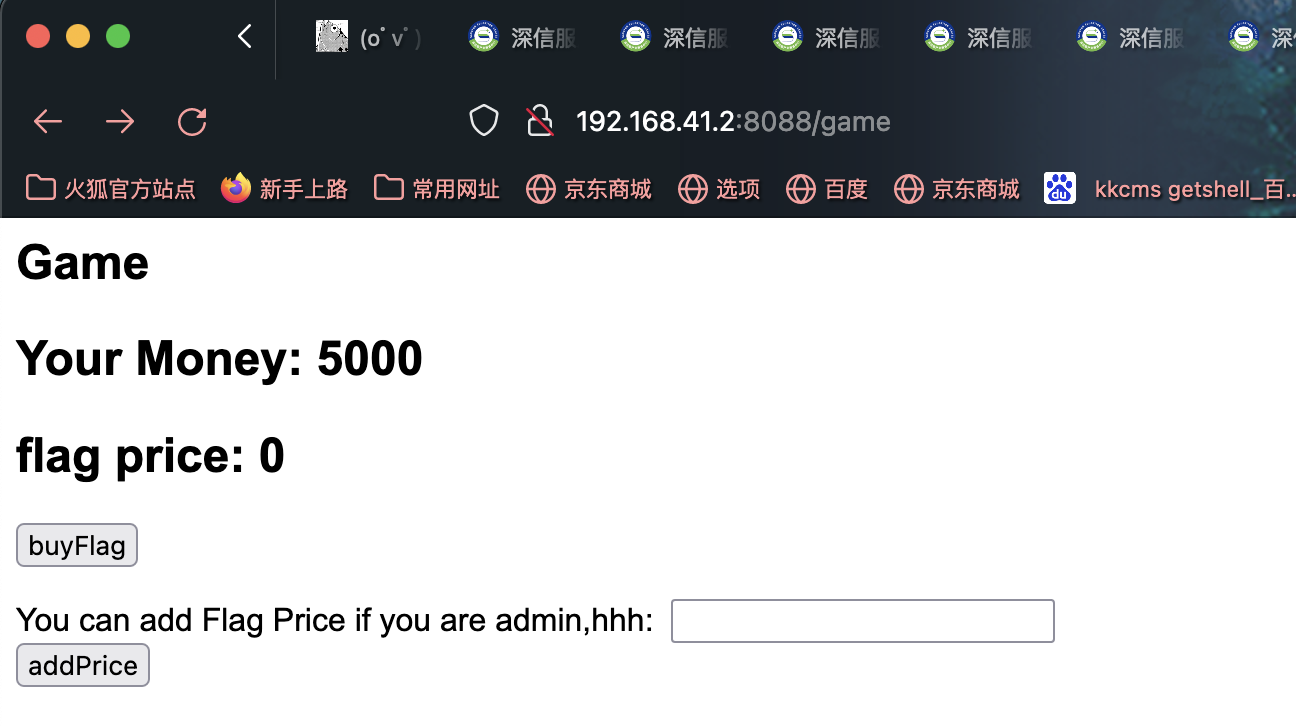 (o゚v゚) 深信服 深信服 深信服 深信服 深信服 深
192.168.41.2:8088/game
火狐官方站点 新手上路 常用网址 京东商城 选项 百度 京东商城 du kkcms getshell_百...
Game
Your Money: 5000
flag price: 0
buyFlag
You can add Flag Price if you are admin,hhh:
addPrice